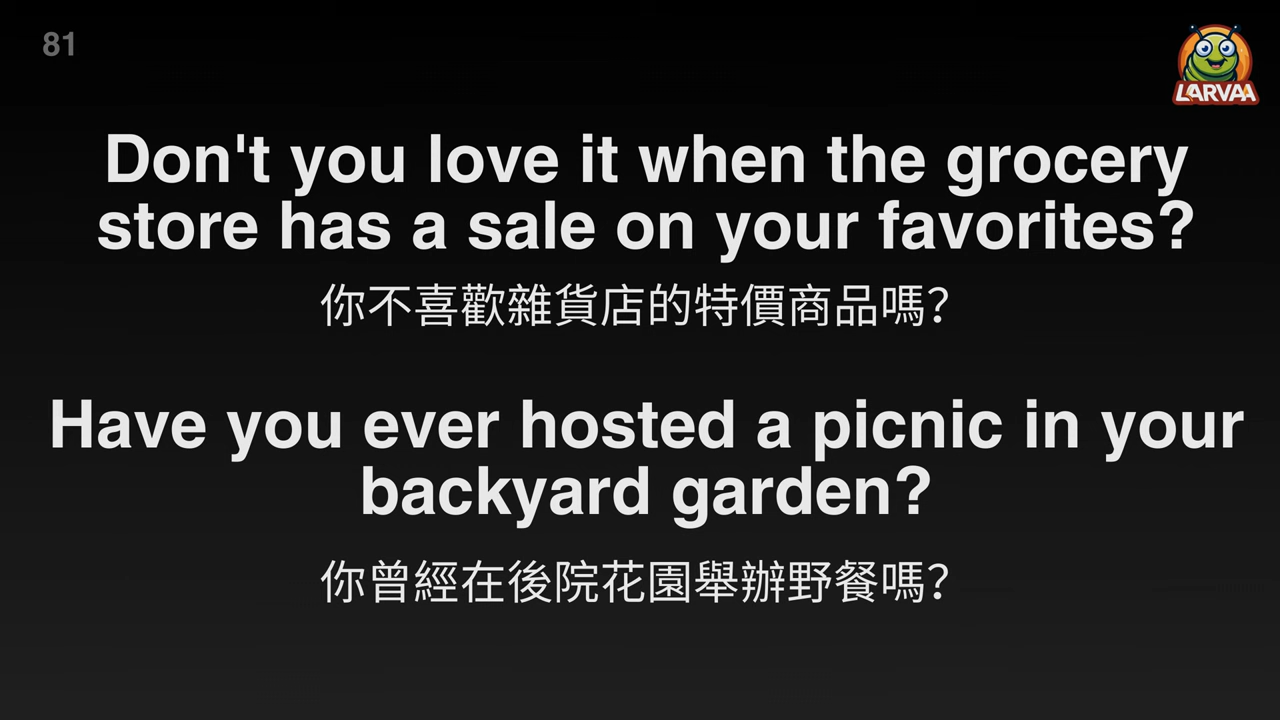 81
LARVAA
Don't you love it when the grocery
store has a sale on your favorites?
你不喜歡雜貨店的特價商品嗎?
Have you ever hosted a picnic in your
backyard garden?
你曾經在後院花園舉辦野餐嗎?